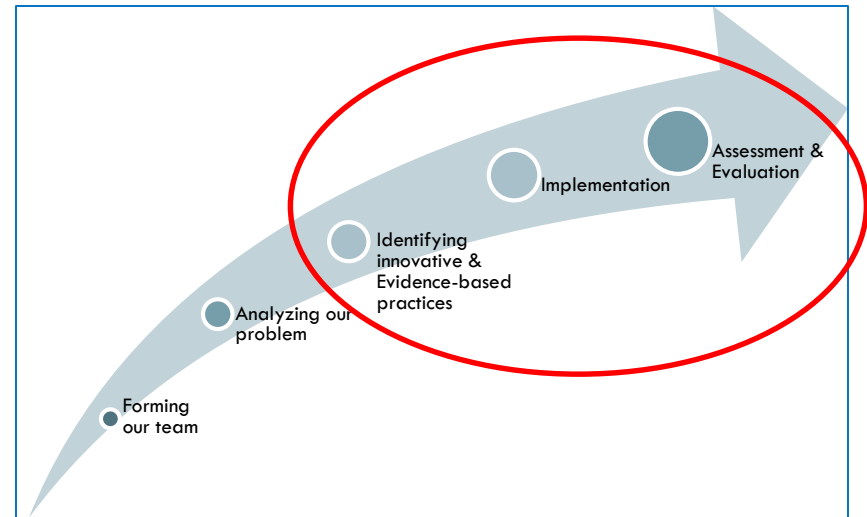 Forming
our team
Analyzing our
problem
Identifying
innovative &
Evidence-based
practices
Implementation
Assessment &
Evaluation